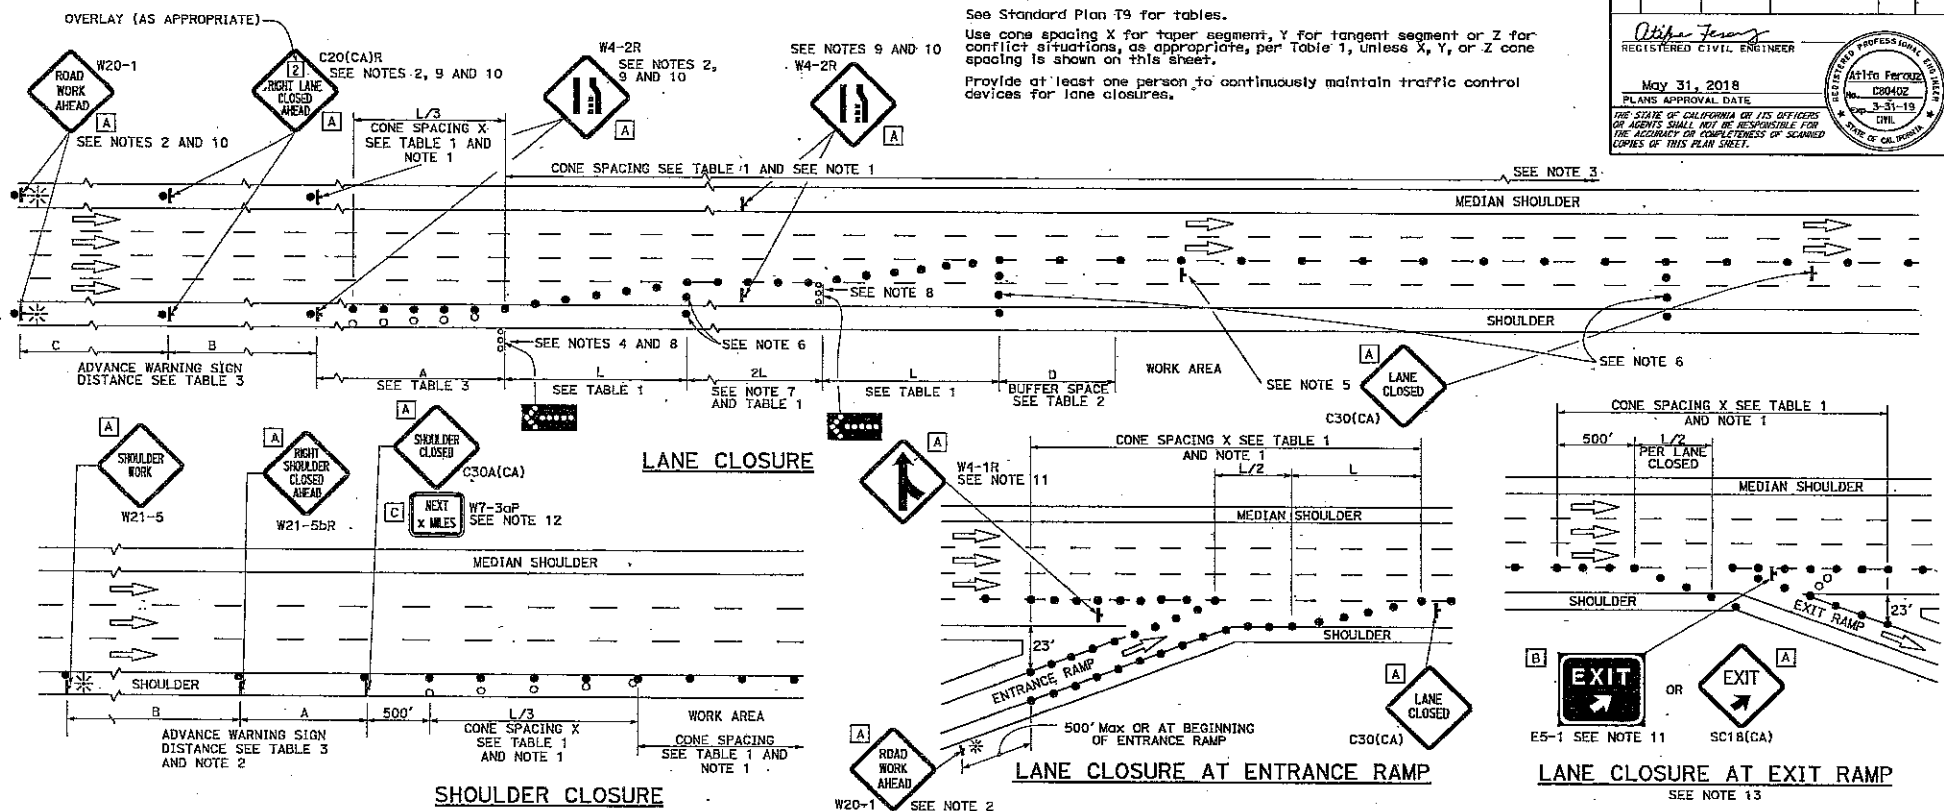 OVERLAY (AS APPROPRIATE)
ROAD
WORK
AHEAD
W20-1
A
SEE NOTES 2 AND 10
C20(CA)R
SEE NOTES 2, 9 AND 10
2
RIGHT LANE
CLOSED
AHEAD
A
L/3
CONE SPACING X
SEE TABLE 1 AND
NOTE 1
W4-2R
SEE NOTES 2,
9 AND 10
A
SEE NOTES 9 AND 10
W4-2R
A
See Standard Plan T9 for tables.
Use cone spacing X for taper segment, Y for tangent segment or Z for
conflict situations, as appropriate, per Table 1, unless X, Y, or Z cone
spacing is shown on this sheet.
Provide at least one person to continuously maintain traffic control
devices for lane closures.
REGISTERED CIVIL ENGINEER
May 31, 2018
PLANS APPROVAL DATE
THE STATE OF CALIFORNIA OR ITS OFFICERS
OR AGENTS SHALL NOT BE RESPONSIBLE FOR
THE ACCURACY OR COMPLETENESS OF SCANNED
COPIES OF THIS PLAN SHEET.
REGISTERED PROFESSIONAL ENGINEER
Atifa Ferouz
No. C80402
Exp. 3-31-19
CIVIL
STATE OF CALIFORNIA
CONE SPACING SEE TABLE 1 AND SEE NOTE 1
SEE NOTE 3
MEDIAN SHOULDER
SEE NOTE 8
SHOULDER
SEE NOTES 4 AND 8
SEE NOTE 6
SEE NOTE 6
C
B
ADVANCE WARNING SIGN
DISTANCE SEE TABLE 3
A
SEE TABLE 3
L
SEE TABLE 1
2L
SEE NOTE 7
AND TABLE 1
L
SEE TABLE 1
D
BUFFER SPACE
SEE TABLE 2
WORK AREA
SEE NOTE 5
A
LANE
CLOSED
C30(CA)
LANE CLOSURE
A
SHOULDER
WORK
W21-5
A
RIGHT
SHOULDER
CLOSED
AHEAD
W21-5bR
A
SHOULDER
CLOSED
C30A(CA)
C
NEXT
X MILES
W7-3aP
SEE NOTE 12
MEDIAN SHOULDER
SHOULDER
B
A
500'
L/3
WORK AREA
ADVANCE WARNING SIGN
DISTANCE SEE TABLE 3
AND NOTE 2
CONE SPACING X
SEE TABLE 1
AND NOTE 1
CONE SPACING
SEE TABLE 1 AND
NOTE 1
SHOULDER CLOSURE
A
W4-1R
SEE NOTE 11
CONE SPACING X SEE TABLE 1
AND NOTE 1
L/2
L
MEDIAN SHOULDER
23'
ENTRANCE RAMP
SHOULDER
A
LANE
CLOSED
C30(CA)
A
ROAD
WORK
AHEAD
W20-1
SEE NOTE 2
500' Max OR AT BEGINNING
OF ENTRANCE RAMP
LANE CLOSURE AT ENTRANCE RAMP
CONE SPACING X SEE TABLE 1
AND NOTE 1
500'
L/2
PER LANE
CLOSED
MEDIAN SHOULDER
SHOULDER
EXIT RAMP
23'
B
EXIT
E5-1 SEE NOTE 11
OR
A
EXIT
SC18(CA)
LANE CLOSURE AT EXIT RAMP
SEE NOTE 13